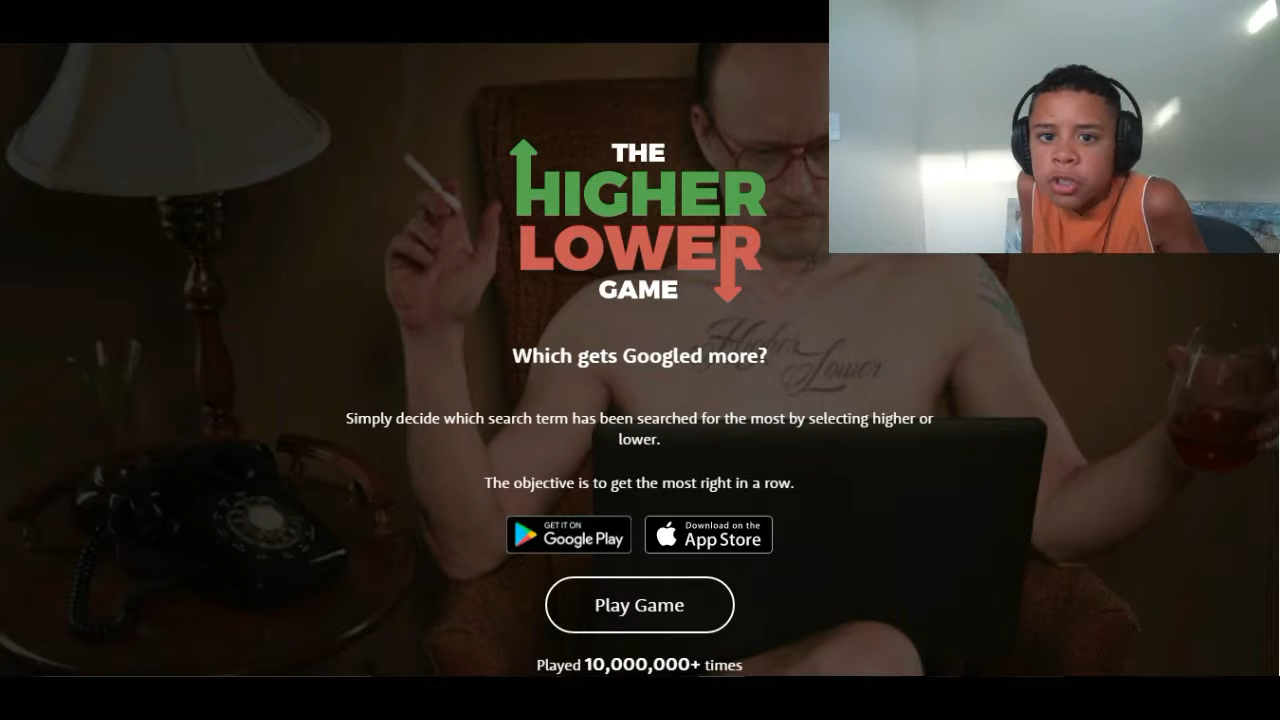 THE
HIGHER
LOWER
GAME
Which gets Googled more?
Higher
Lower
Simply decide which search term has been searched for the most by selecting higher or
lower.
The objective is to get the most right in a row.
GET IT ON
Google Play
Download on the
App Store
Play Game
Played 10,000,000+ times